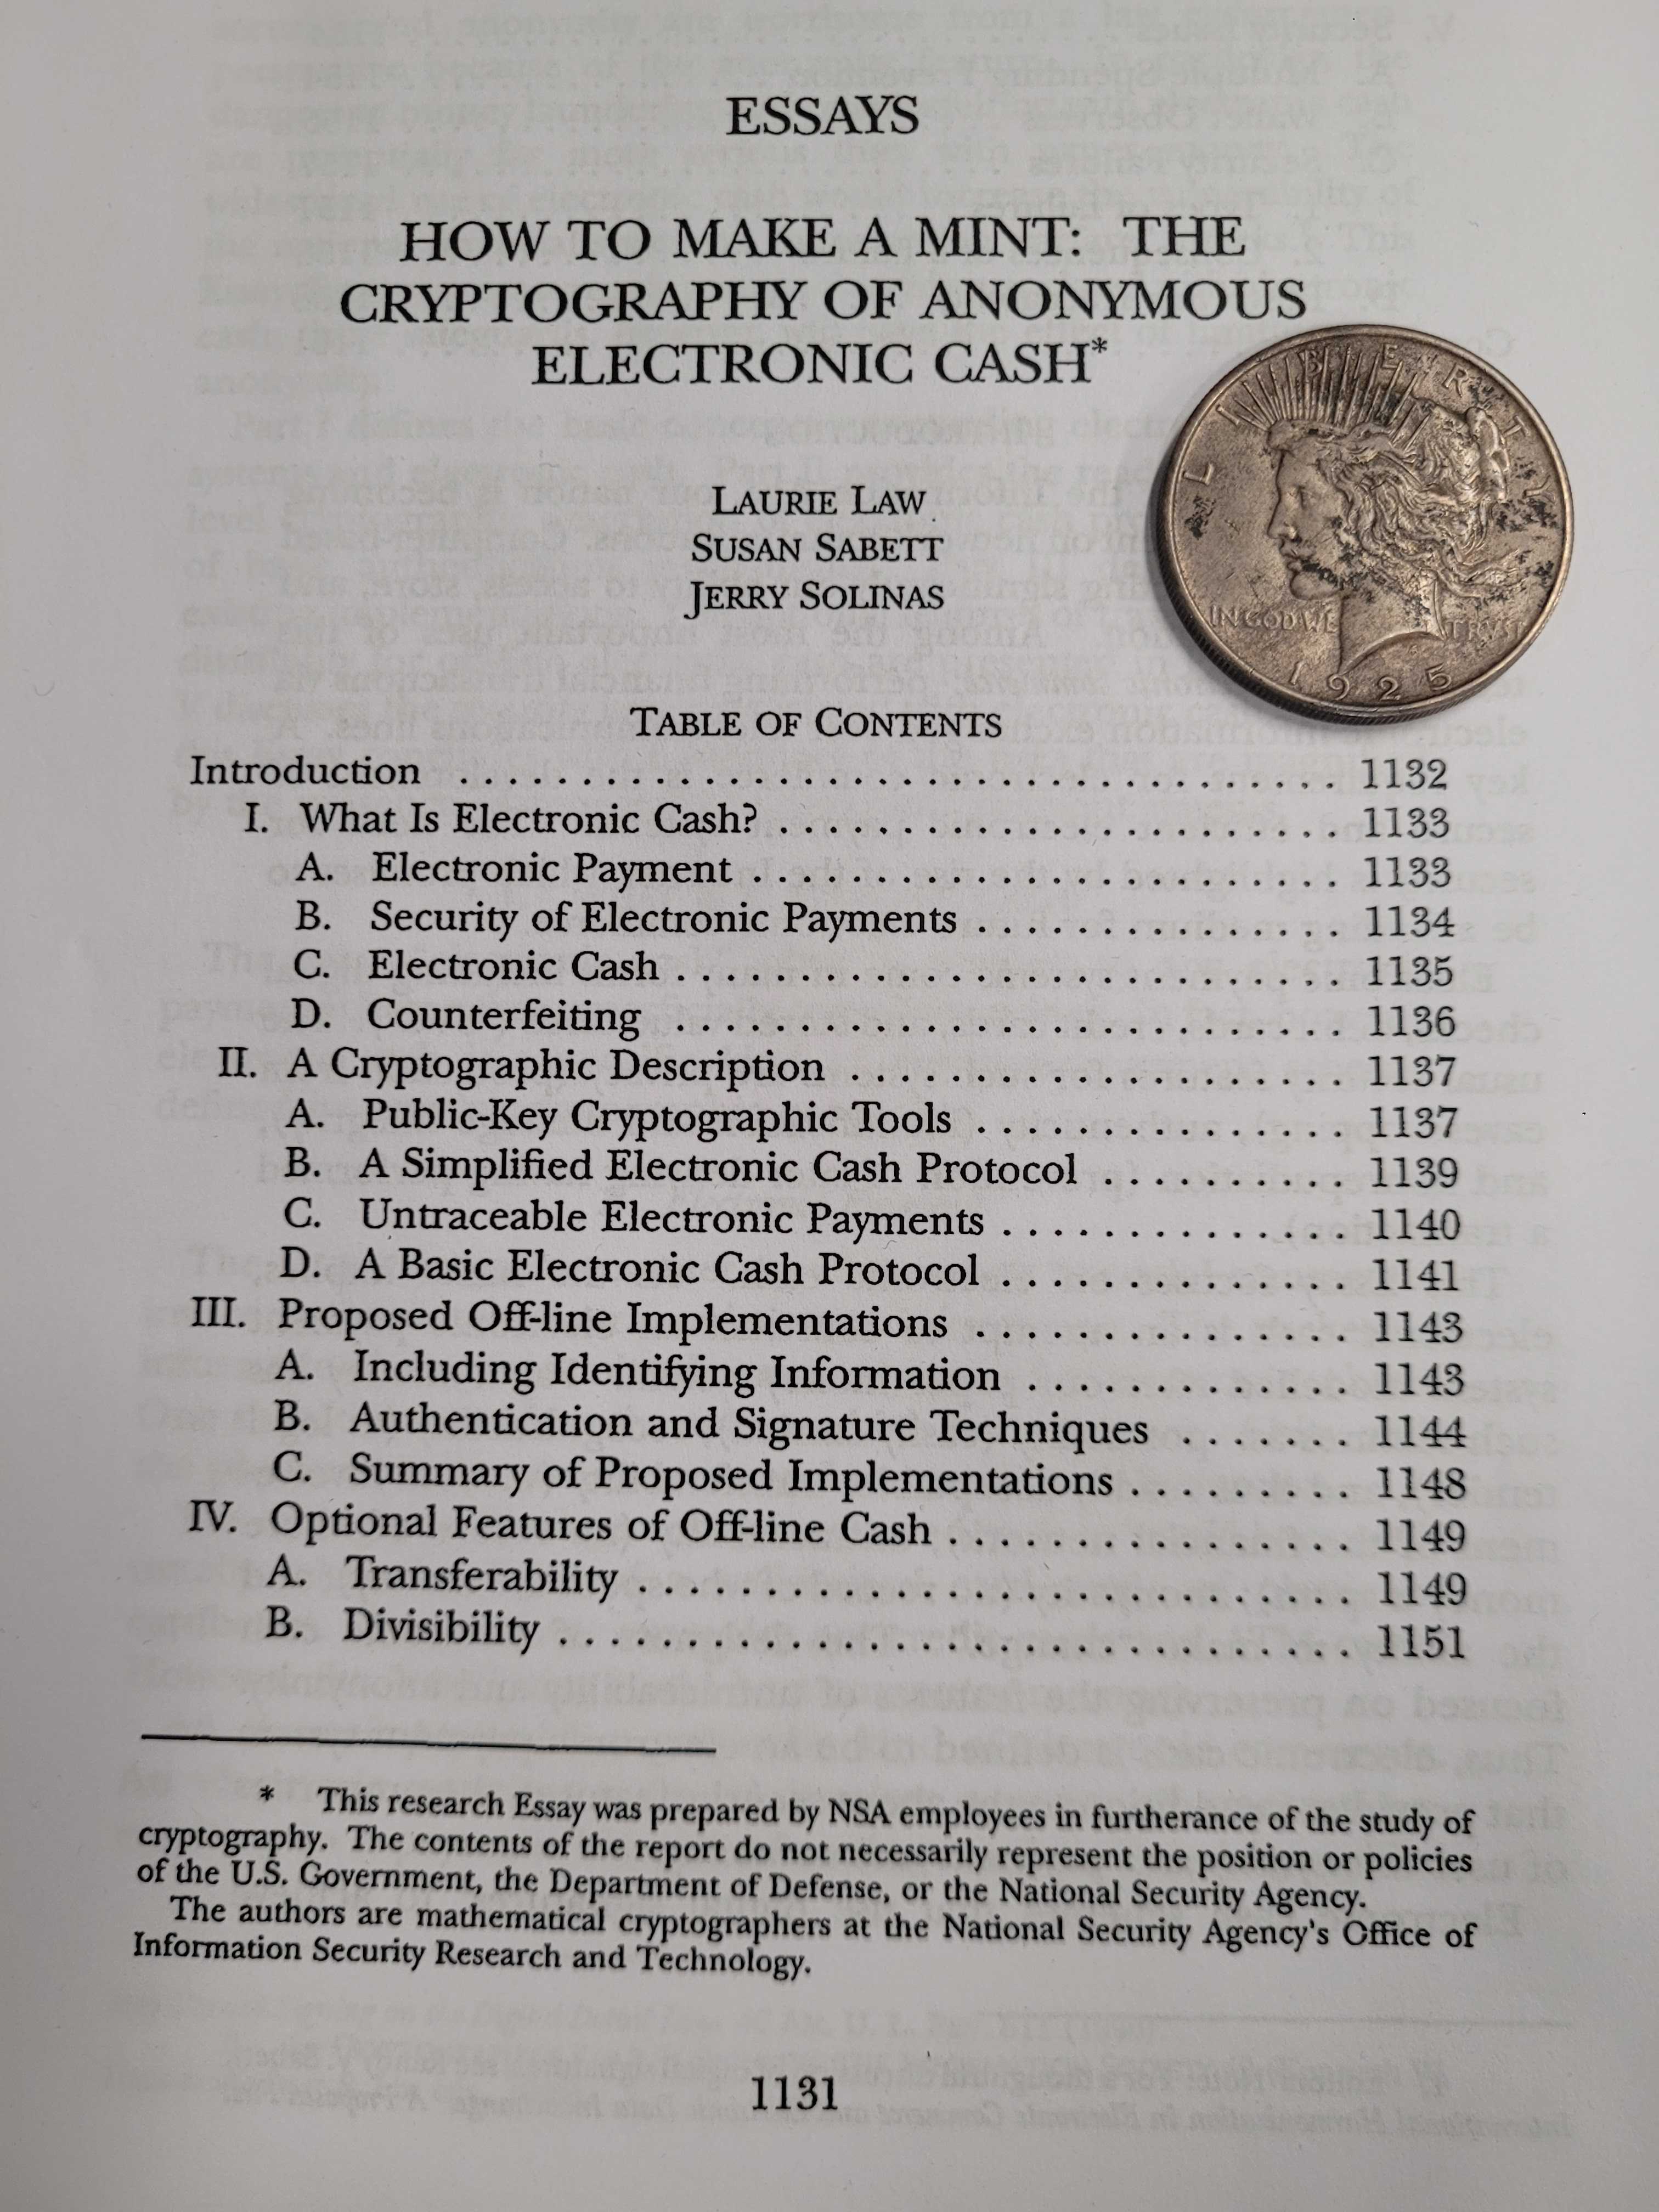 ESSAYS
HOW TO MAKE A MINT: THE
CRYPTOGRAPHY OF ANONYMOUS
ELECTRONIC CASH*
LAURIE LAW
SUSAN SABETT
JERRY SOLINAS
LIBERTY
IN GOD WE TRVST
1925
TABLE OF CONTENTS
Introduction . . . . . . . . . . . . . . . . . . . . . . . . . . . . . . . . . . . 1132
I. What Is Electronic Cash? . . . . . . . . . . . . . . . . . . . . . . . 1133
A. Electronic Payment . . . . . . . . . . . . . . . . . . . . . . . . 1133
B. Security of Electronic Payments . . . . . . . . . . . . . . . 1134
C. Electronic Cash . . . . . . . . . . . . . . . . . . . . . . . . . . . 1135
D. Counterfeiting . . . . . . . . . . . . . . . . . . . . . . . . . . . 1136
II. A Cryptographic Description . . . . . . . . . . . . . . . . . . . . 1137
A. Public-Key Cryptographic Tools . . . . . . . . . . . . . . . 1137
B. A Simplified Electronic Cash Protocol . . . . . . . . . . 1139
C. Untraceable Electronic Payments . . . . . . . . . . . . . . 1140
D. A Basic Electronic Cash Protocol . . . . . . . . . . . . . . 1141
III. Proposed Off-line Implementations . . . . . . . . . . . . . . . 1143
A. Including Identifying Information . . . . . . . . . . . . . 1143
B. Authentication and Signature Techniques . . . . . . . 1144
C. Summary of Proposed Implementations . . . . . . . . . 1148
IV. Optional Features of Off-line Cash . . . . . . . . . . . . . . . . 1149
A. Transferability . . . . . . . . . . . . . . . . . . . . . . . . . . . . . 1149
B. Divisibility . . . . . . . . . . . . . . . . . . . . . . . . . . . . . . . . 1151
* This research Essay was prepared by NSA employees in furtherance of the study of
cryptography. The contents of the report do not necessarily represent the position or policies
of the U.S. Government, the Department of Defense, or the National Security Agency.
The authors are mathematical cryptographers at the National Security Agency's Office of
Information Security Research and Technology.
1131